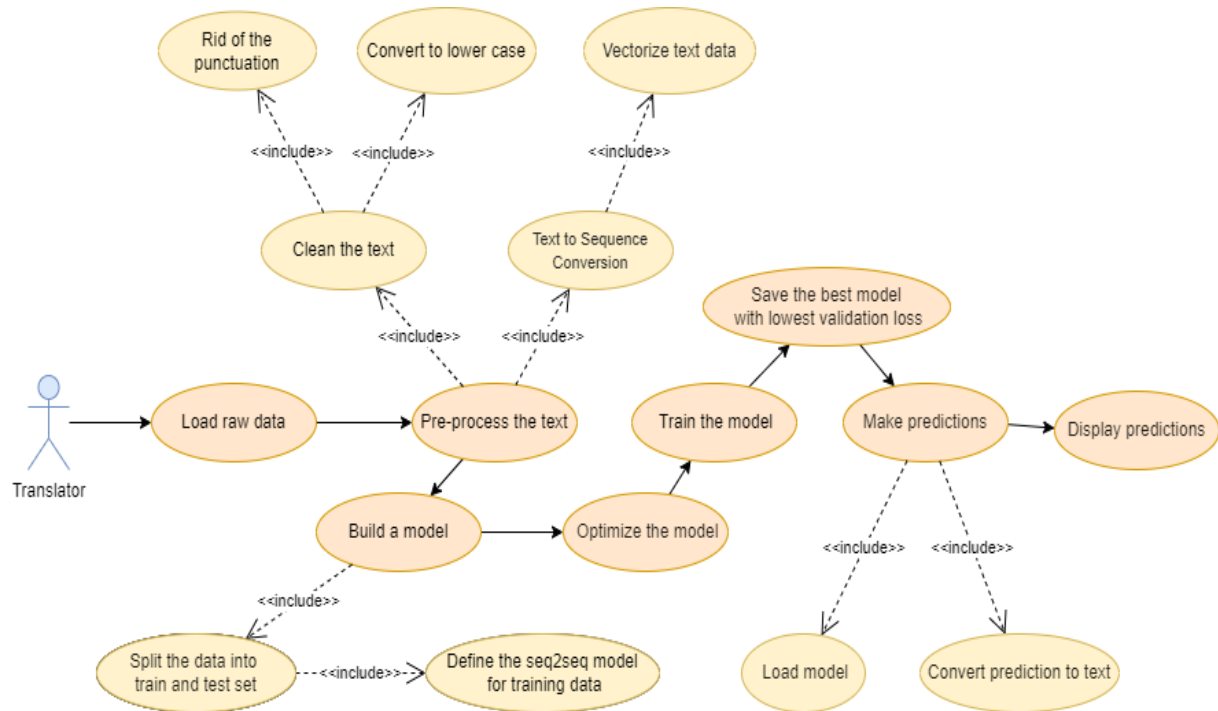 Rid of the
punctuation
Convert to lower case
Vectorize text data
<<include>>
<<include>>
<<include>>
Clean the text
Text to Sequence
Conversion
Save the best model
with lowest validation loss
<<include>>
<<include>>
Load raw data
Pre-process the text
Train the model
Make predictions
Display predictions
Translator
Build a model
Optimize the model
<<include>>
<<include>>
<<include>>
Split the data into
train and test set
<<include>>
Define the seq2seq model
for training data
Load model
Convert prediction to text